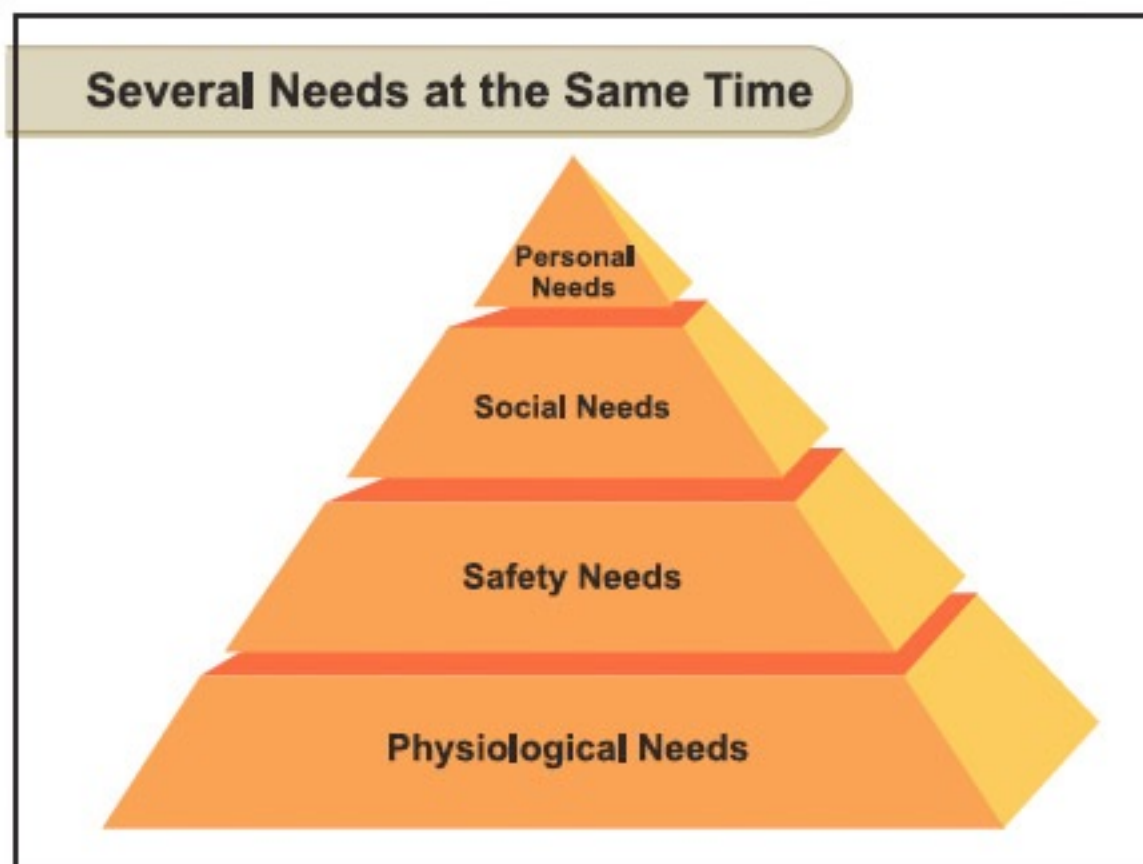 Several Needs at the Same Time
Personal
Needs
Social Needs
Safety Needs
Physiological Needs